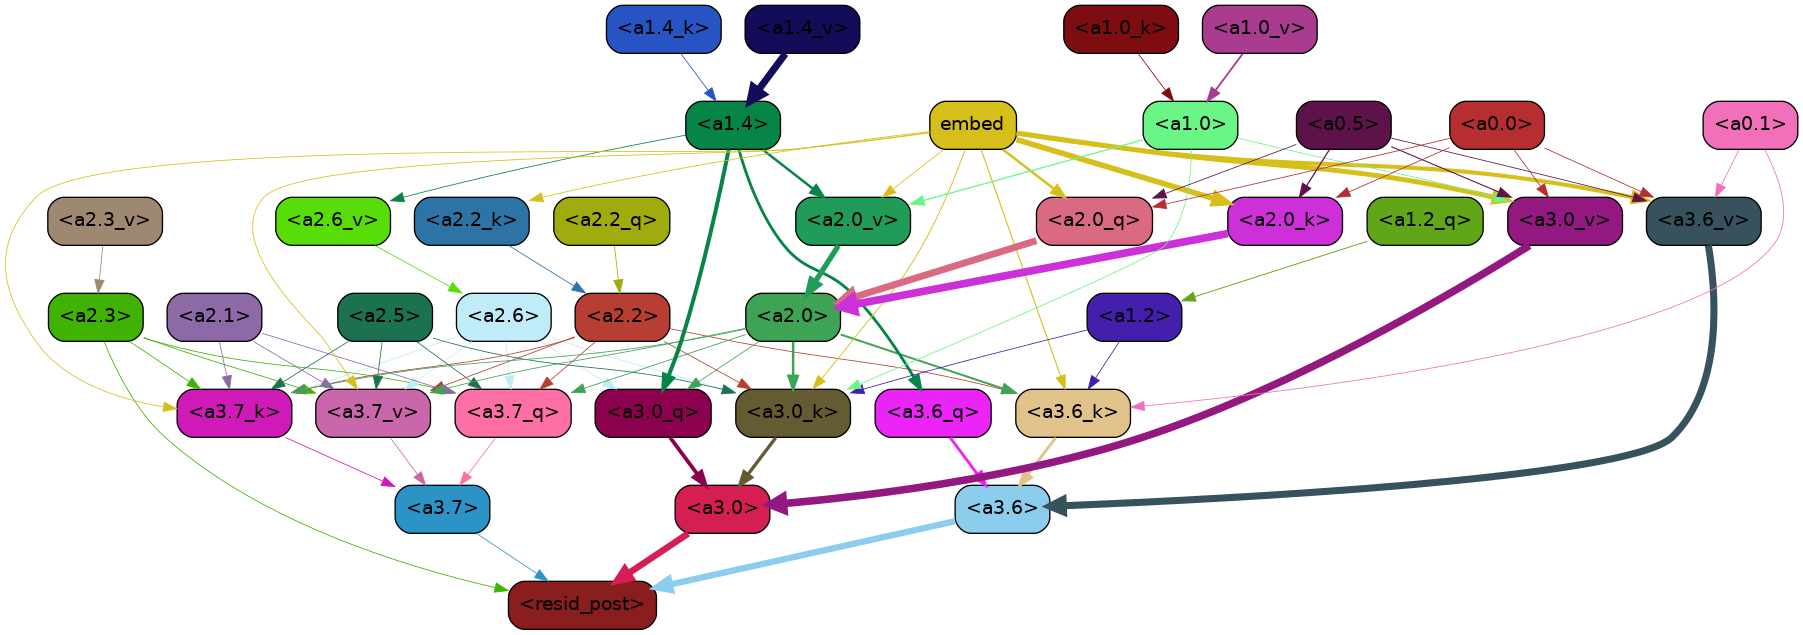 <a1.4_k> <a1.4_v> <a1.0_k> <a1.0_v>
<a1.4> embed <a1.0> <a0.5> <a0.0> <a0.1>
<a2.3_v> <a2.6_v> <a2.2_k> <a2.2_q> <a2.0_v> <a2.0_q> <a2.0_k> <a1.2_q> <a3.0_v> <a3.6_v>
<a2.3> <a2.1> <a2.5> <a2.6> <a2.2> <a2.0> <a1.2>
<a3.7_k> <a3.7_v> <a3.7_q> <a3.0_q> <a3.0_k> <a3.6_q> <a3.6_k>
<a3.7> <a3.0> <a3.6>
<resid_post>